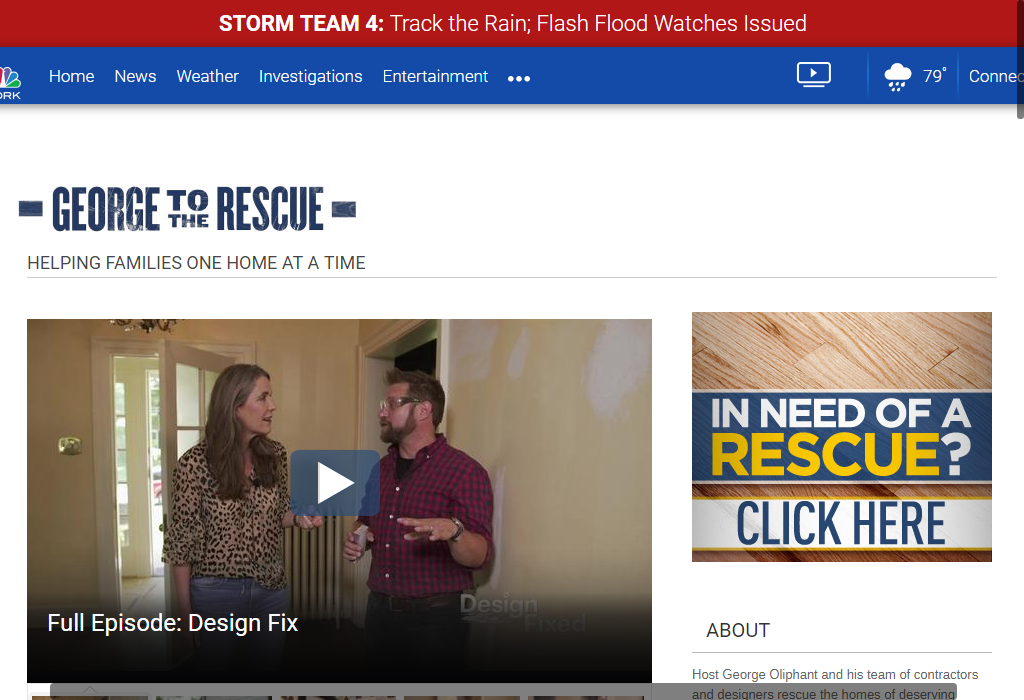 STORM TEAM 4: Track the Rain; Flash Flood Watches Issued
ORK
Home News Weather Investigations Entertainment
79°
Connec
GEORGE TO THE RESCUE
HELPING FAMILIES ONE HOME AT A TIME
Design
Fixed
Full Episode: Design Fix
IN NEED OF A
RESCUE?
CLICK HERE
ABOUT
Host George Oliphant and his team of contractors
and designers rescue the homes of deserving